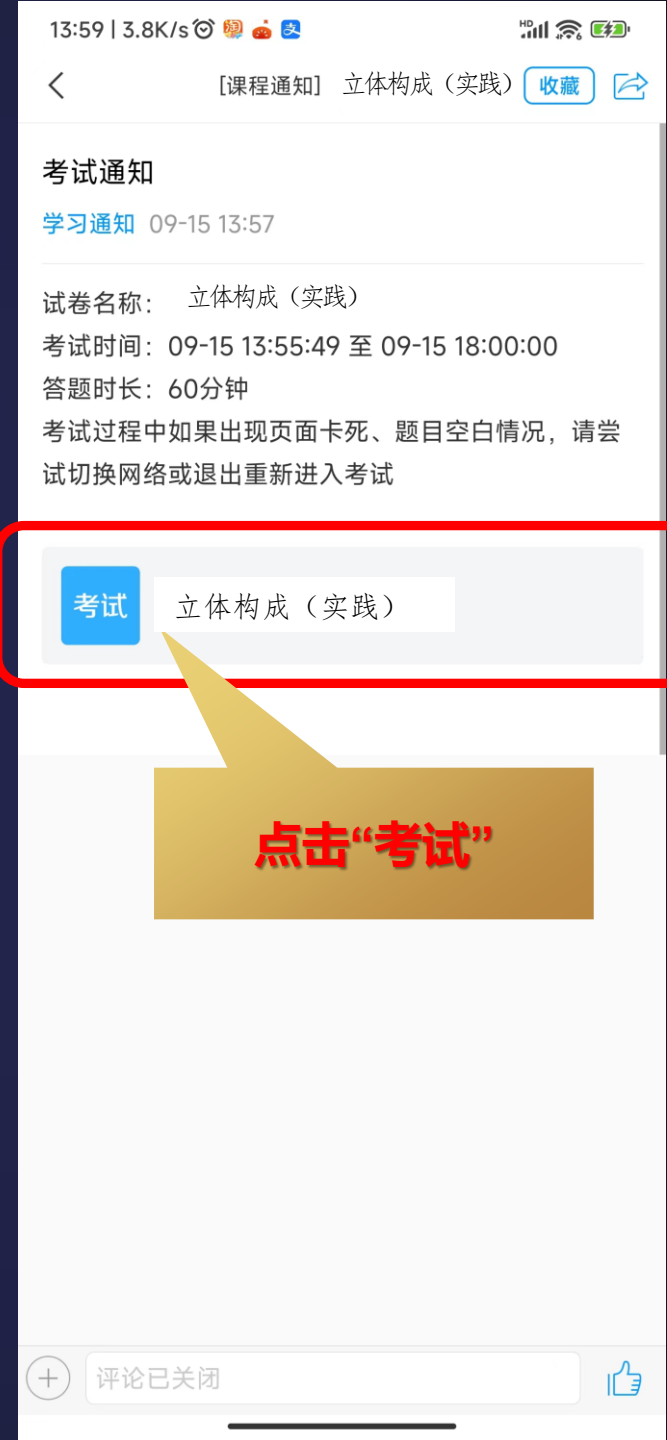 13:59 | 3.8K/s
[课程通知] 立体构成（实践） 收藏
考试通知
学习通知 09-15 13:57
试卷名称： 立体构成（实践）
考试时间：09-15 13:55:49 至 09-15 18:00:00
答题时长：60分钟
考试过程中如果出现页面卡死、题目空白情况，请尝
试切换网络或退出重新进入考试
考试 立体构成（实践）
点击“考试”
评论已关闭